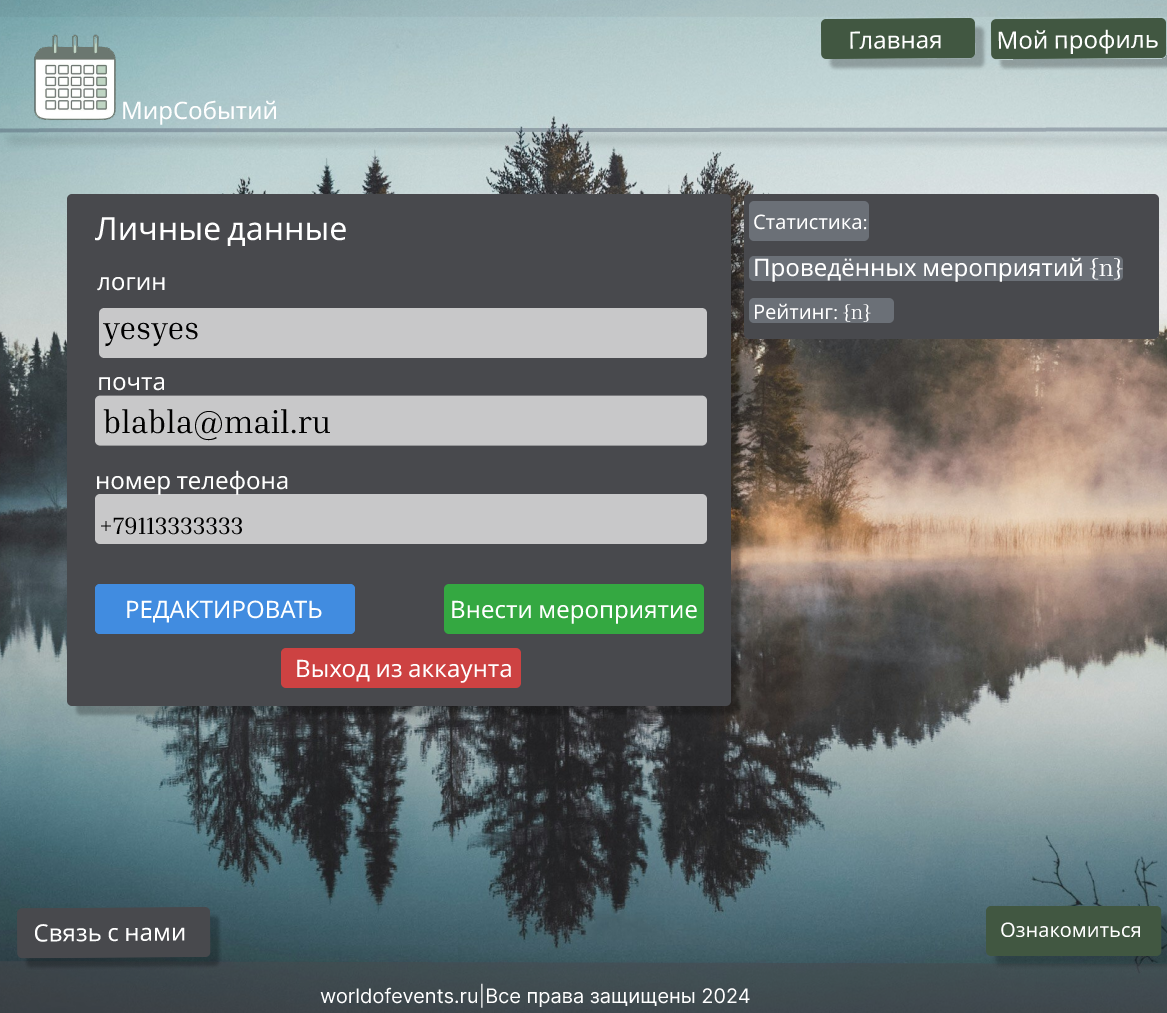 Главная
Мой профиль
МирСобытий
Личные данные
логин
yesyes
почта
blabla@mail.ru
номер телефона
+79113333333
РЕДАКТИРОВАТЬ
Внести мероприятие
Выход из аккаунта
Статистика:
Проведённых мероприятий {n}
Рейтинг: {n}
Связь с нами
Ознакомиться
worldofevents.ru|Все права защищены 2024